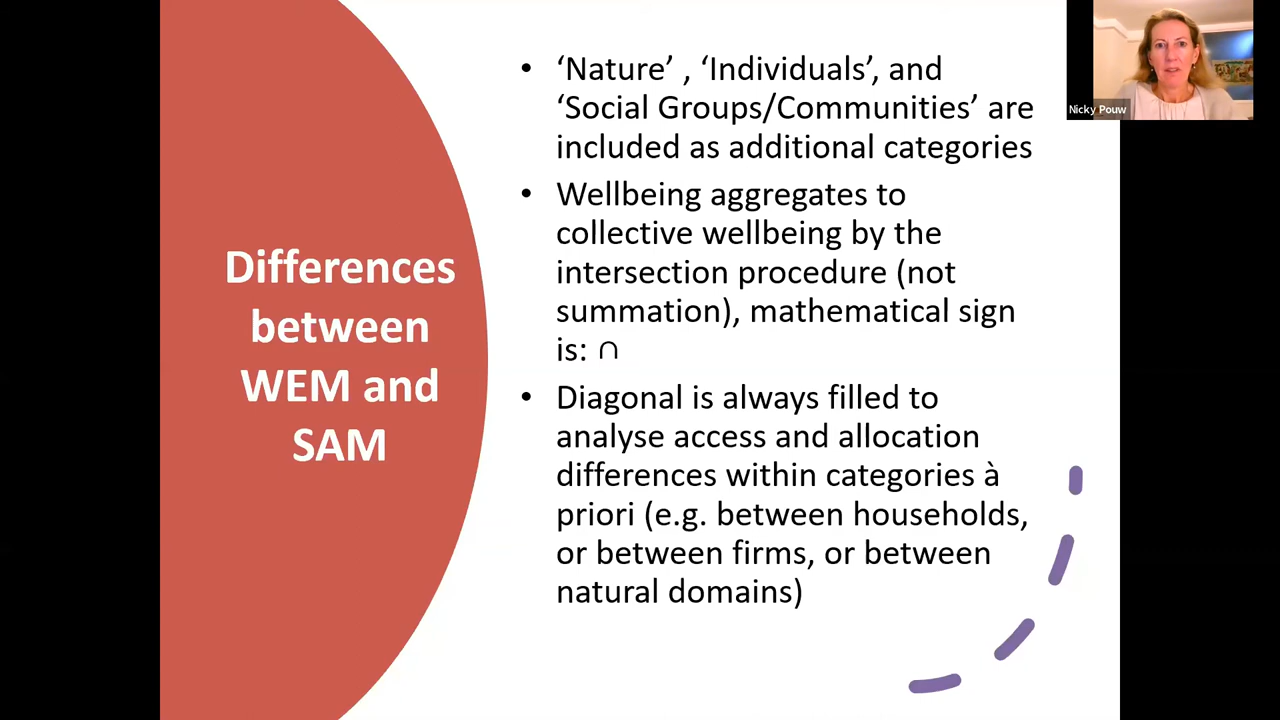 Differences
between
WEM and
SAM
• ‘Nature’ , ‘Individuals’, and
‘Social Groups/Communities’ are
included as additional categories
• Wellbeing aggregates to
collective wellbeing by the
intersection procedure (not
summation), mathematical sign
is: ∩
• Diagonal is always filled to
analyse access and allocation
differences within categories à
priori (e.g. between households,
or between firms, or between
natural domains)
Nicky Pouw